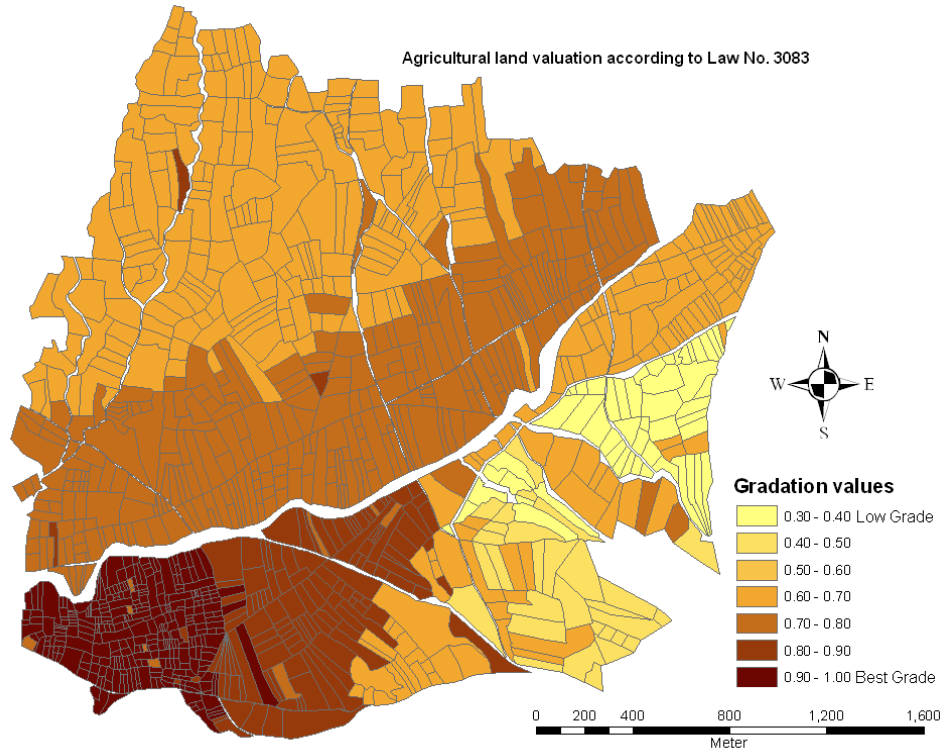 Agricultural land valuation according to Law No. 3083
N
W E
S
Gradation values
0.30 - 0.40 Low Grade
0.40 - 0.50
0.50 - 0.60
0.60 - 0.70
0.70 - 0.80
0.80 - 0.90
0.90 - 1.00 Best Grade
0 200 400 800 1,200 1,600
Meter